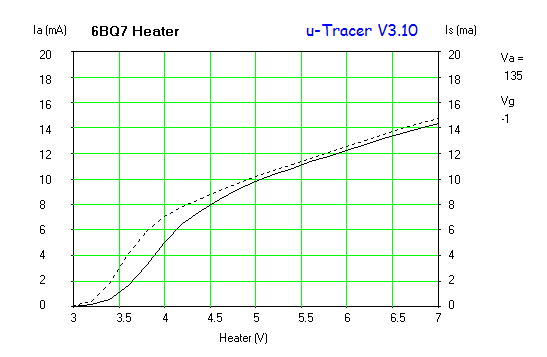 Ia (mA) 6BQ7 Heater u-Tracer V3.10 Is (ma)
20 20
Va =
18 18
135
16 16
Vg
-1
14 14
12 12
10 10
8 8
6 6
4 4
2 2
0 0
3 3.5 4 4.5 5 5.5 6 6.5 7
Heater (V)